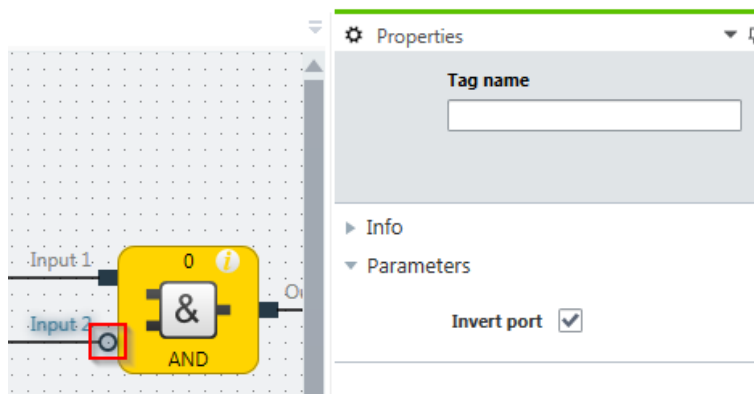 Properties
Tag name
Info
Parameters
Invert port
Input 1
0
i
Input 2
&
AND